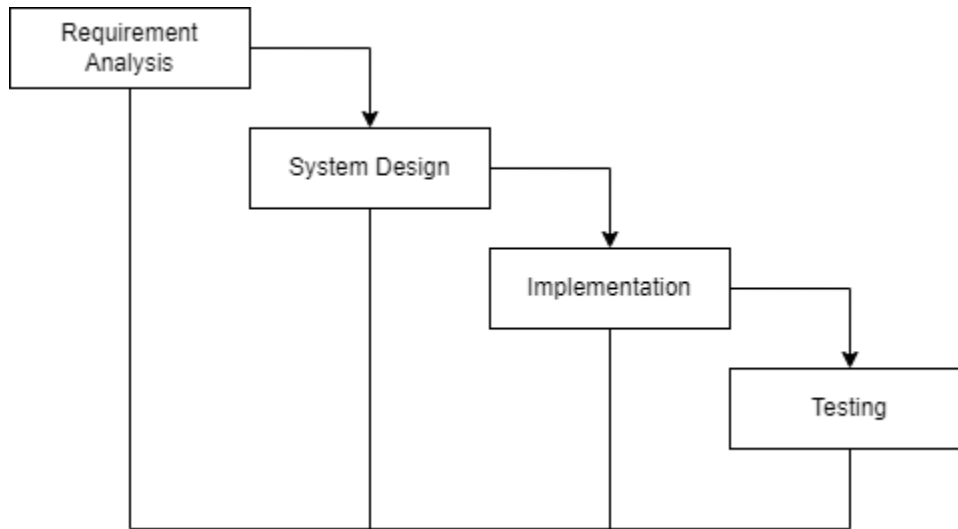 Requirement
Analysis
System Design
Implementation
Testing